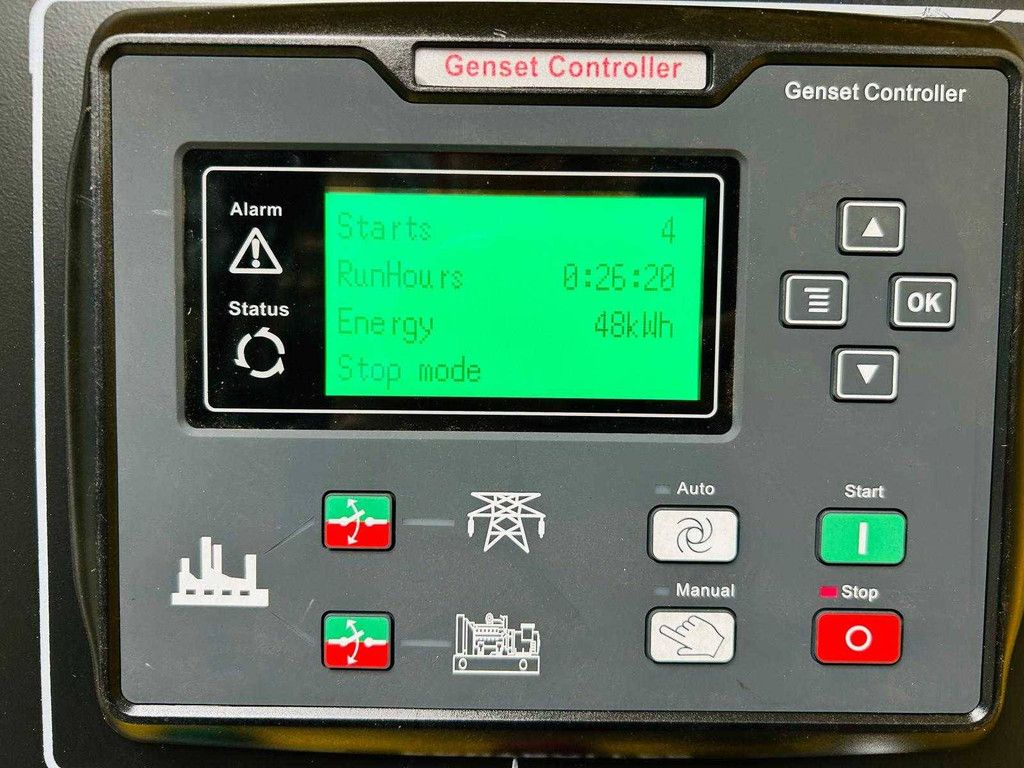 Genset Controller
Genset Controller
Alarm
Status
Starts 4
RunHours 0:26:20
Energy 48kWh
Stop mode
OK
Auto
Start
Manual
Stop